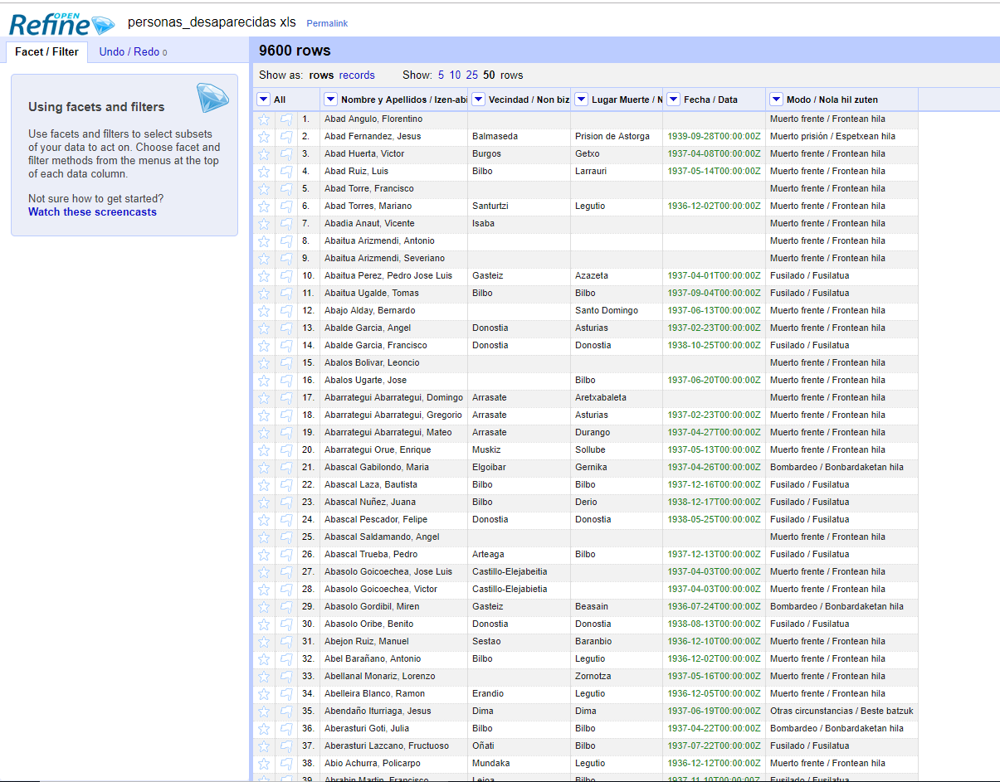 OPEN
Refine personas_desaparecidas xls Permalink
Facet / Filter Undo / Redo 0 9600 rows
Show as: rows records Show: 5 10 25 50 rows
Using facets and filters
Use facets and filters to select subsets
of your data to act on. Choose facet and
filter methods from the menus at the top
of each data column.
Not sure how to get started?
Watch these screencasts
All Nombre y Apellidos / Izen-abi Vecindad / Non biz Lugar Muerte / N Fecha / Data Modo / Nola hil zuten
1. Abad Angulo, Florentino Muerto frente / Frontean hila
2. Abad Fernandez, Jesus Balmaseda Prision de Astorga 1939-09-28T00:00:00Z Muerto prisión / Espetxean hila
3. Abad Huerta, Victor Burgos Getxo 1937-04-08T00:00:00Z Muerto frente / Frontean hila
4. Abad Ruiz, Luis Bilbo Larrauri 1937-05-14T00:00:00Z Muerto frente / Frontean hila
5. Abad Torre, Francisco Muerto frente / Frontean hila
6. Abad Torres, Mariano Santurtzi Legutio 1936-12-02T00:00:00Z Muerto frente / Frontean hila
7. Abadia Anaut, Vicente Isaba Muerto frente / Frontean hila
8. Abaitua Arizmendi, Antonio Muerto frente / Frontean hila
9. Abaitua Arizmendi, Severiano Muerto frente / Frontean hila
10. Abaitua Perez, Pedro Jose Luis Gasteiz Azazeta 1937-04-01T00:00:00Z Fusilado / Fusilatua
11. Abaitua Ugalde, Tomas Bilbo Bilbo 1937-09-04T00:00:00Z Fusilado / Fusilatua
12. Abajo Alday, Bernardo Santo Domingo 1937-06-13T00:00:00Z Muerto frente / Frontean hila
13. Abalde Garcia, Angel Donostia Asturias 1937-02-23T00:00:00Z Muerto frente / Frontean hila
14. Abalde Garcia, Francisco Donostia Donostia 1938-10-25T00:00:00Z Fusilado / Fusilatua
15. Abalos Bolivar, Leoncio Muerto frente / Frontean hila
16. Abalos Ugarte, Jose Bilbo 1937-06-20T00:00:00Z Muerto frente / Frontean hila
17. Abarrategui Abarrategui, Domingo Arrasate Aretxabaleta Muerto frente / Frontean hila
18. Abarrategui Abarrategui, Gregorio Arrasate Asturias 1937-02-23T00:00:00Z Muerto frente / Frontean hila
19. Abarrategui Abarrategui, Mateo Arrasate Durango 1937-04-27T00:00:00Z Muerto frente / Frontean hila
20. Abarrategui Orue, Enrique Muskiz Sollube 1937-05-13T00:00:00Z Muerto frente / Frontean hila
21. Abascal Gabilondo, Maria Elgoibar Gernika 1937-04-26T00:00:00Z Bombardeo / Bonbardaketan hila
22. Abascal Laza, Bautista Bilbo Bilbo 1937-12-16T00:00:00Z Fusilado / Fusilatua
23. Abascal Nuñez, Juana Bilbo Derio 1938-12-17T00:00:00Z Fusilado / Fusilatua
24. Abascal Pescador, Felipe Donostia Donostia 1938-05-25T00:00:00Z Fusilado / Fusilatua
25. Abascal Saldamando, Angel Muerto frente / Frontean hila
26. Abascal Trueba, Pedro Arteaga Bilbo 1937-12-13T00:00:00Z Fusilado / Fusilatua
27. Abasolo Goicoechea, Jose Luis Castillo-Elejabeitia 1937-04-03T00:00:00Z Muerto frente / Frontean hila
28. Abasolo Goicoechea, Victor Castillo-Elejabietia 1937-04-03T00:00:00Z Muerto frente / Frontean hila
29. Abasolo Gordibil, Miren Gasteiz Beasain 1936-07-24T00:00:00Z Bombardeo / Bonbardaketan hila
30. Abasolo Oribe, Benito Donostia Donostia 1938-08-13T00:00:00Z Fusilado / Fusilatua
31. Abejon Ruiz, Manuel Sestao Baranbio 1936-12-10T00:00:00Z Muerto frente / Frontean hila
32. Abel Barañano, Antonio Bilbo Legutio 1936-12-02T00:00:00Z Muerto frente / Frontean hila
33. Abellanal Monariz, Lorenzo Zornotza 1937-05-16T00:00:00Z Muerto frente / Frontean hila
34. Abelleira Blanco, Ramon Erandio Legutio 1936-12-05T00:00:00Z Muerto frente / Frontean hila
35. Abendaño Iturriaga, Jesus Dima Dima 1937-06-19T00:00:00Z Otras circunstancias / Beste batzuk
36. Aberasturi Goti, Julia Bilbo Bilbo 1937-04-22T00:00:00Z Bombardeo / Bonbardaketan hila
37. Aberasturi Lazcano, Fructuoso Oñati Bilbo 1937-07-22T00:00:00Z Fusilado / Fusilatua
38. Abio Achurra, Policarpo Mundaka Legutio 1936-12-12T00:00:00Z Muerto frente / Frontean hila
39. Abrahin Martin, Francisco Leioa Bilbo 1937-11-10T00:00:00Z Fusilado / Fusilatua